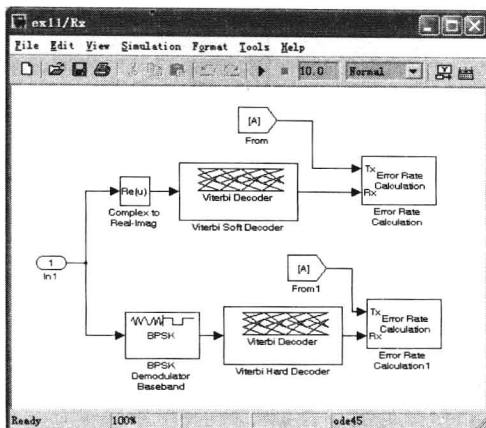 ex11/Rx
File Edit View Simulation Format Tools Help
10.0 Normal
[A]
From
Tx
Rx
Error Rate
Calculation
Error Rate
Calculation
Re(u)
Complex to
Real-Imag
Viterbi Decoder
Viterbi Soft Decoder
1
In1
[A]
From1
BPSK
BPSK
Demodulator
Baseband
Viterbi Decoder
Viterbi Hard Decoder
Tx
Rx
Error Rate
Calculation
Error Rate
Calculation1
Ready 100% ode45